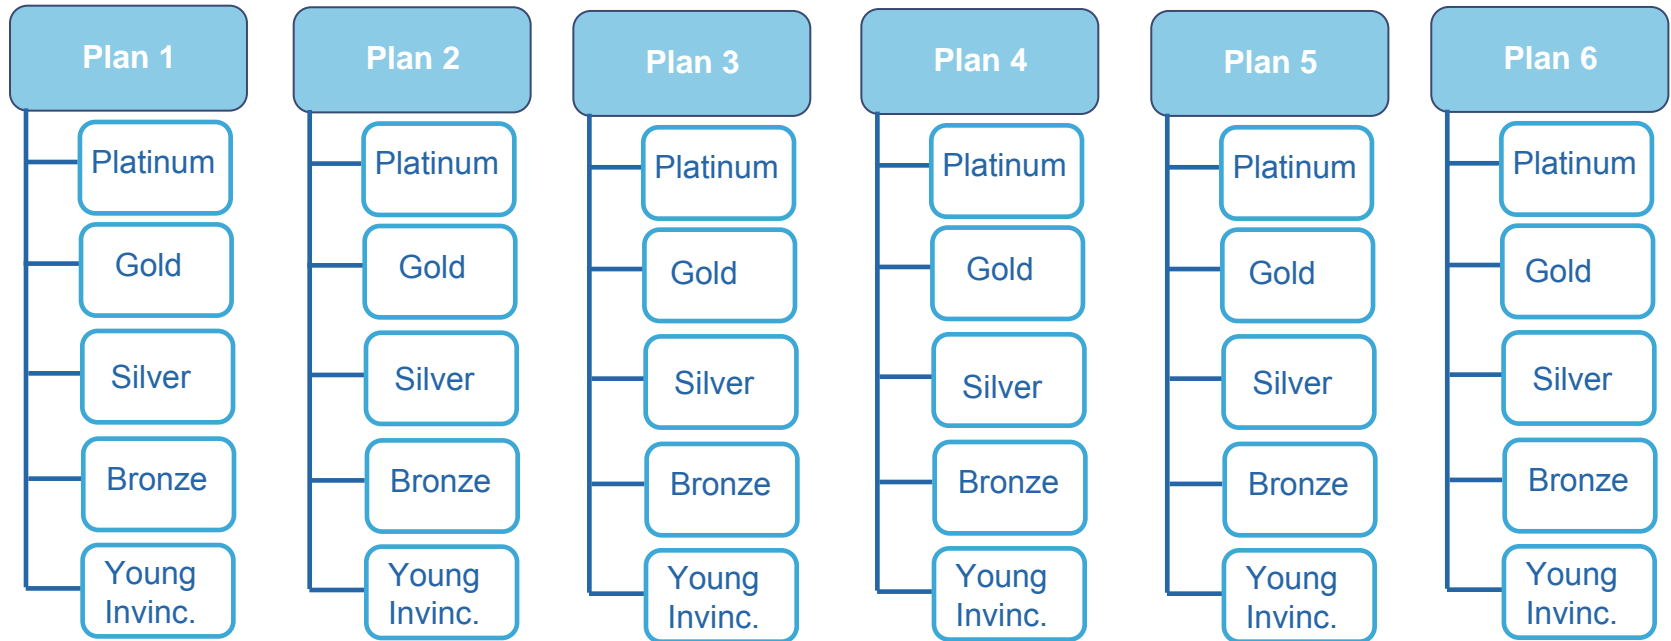 Plan 1
Platinum
Gold
Silver
Bronze
Young
Invinc.
Plan 2
Platinum
Gold
Silver
Bronze
Young
Invinc.
Plan 3
Platinum
Gold
Silver
Bronze
Young
Invinc.
Plan 4
Platinum
Gold
Silver
Bronze
Young
Invinc.
Plan 5
Platinum
Gold
Silver
Bronze
Young
Invinc.
Plan 6
Platinum
Gold
Silver
Bronze
Young
Invinc.